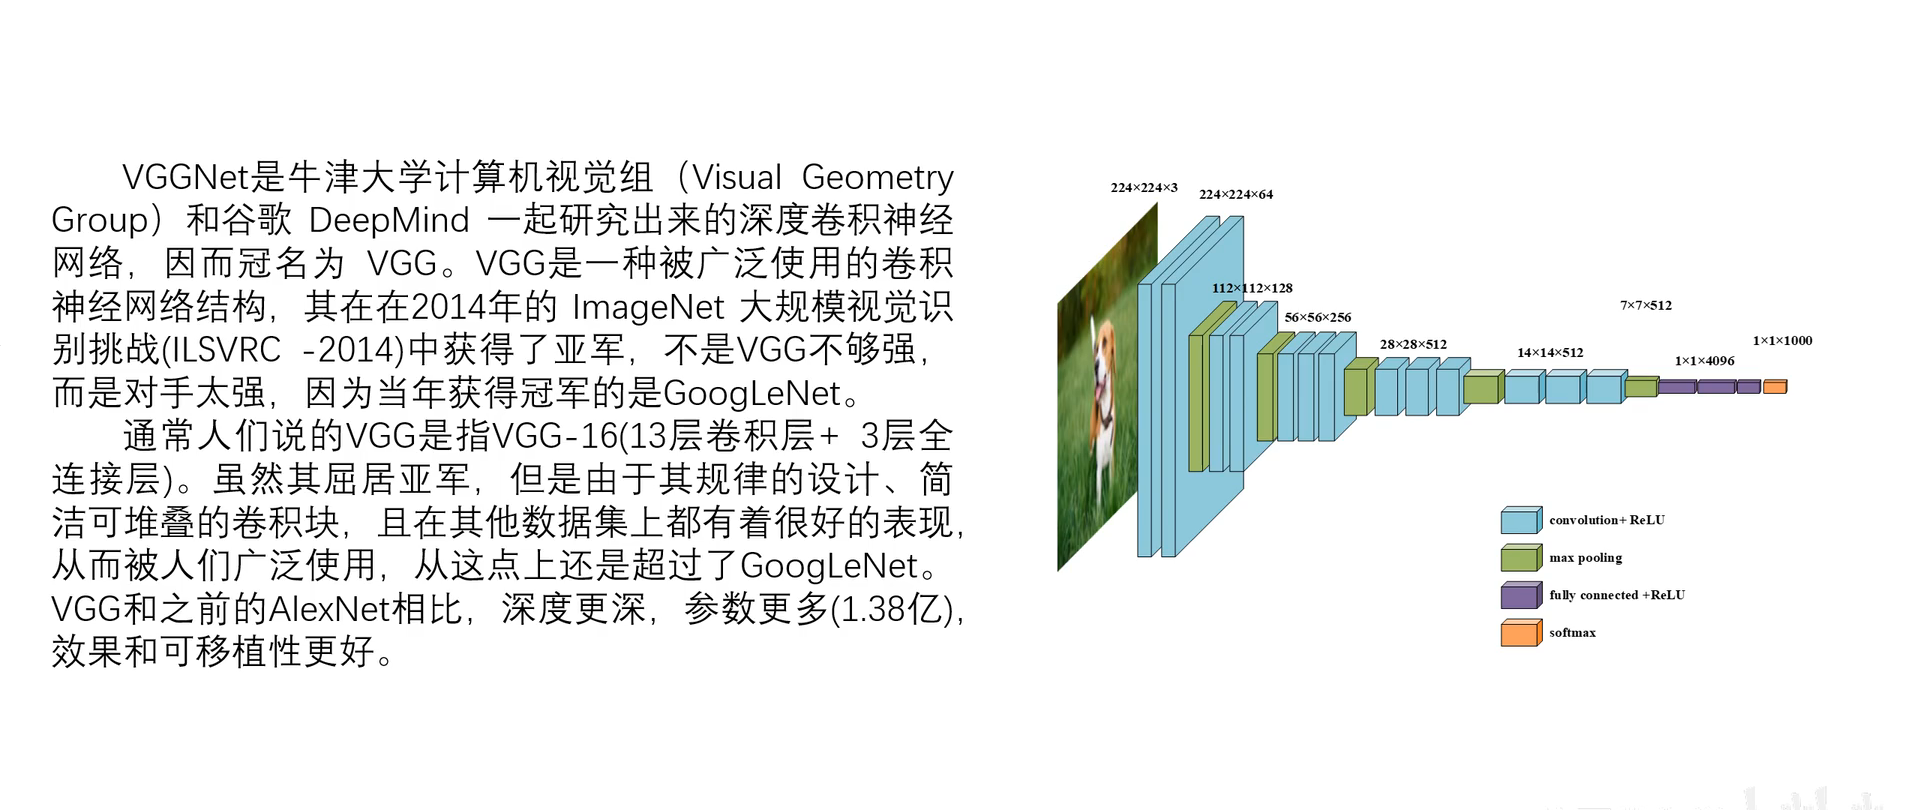 VGGNet是牛津大学计算机视觉组（Visual Geometry
Group）和谷歌 DeepMind 一起研究出来的深度卷积神经
网络，因而冠名为 VGG。VGG是一种被广泛使用的卷积
神经网络结构，其在在2014年的 ImageNet 大规模视觉识
别挑战(ILSVRC -2014)中获得了亚军，不是VGG不够强，
而是对手太强，因为当年获得冠军的是GoogLeNet。
通常人们说的VGG是指VGG-16(13层卷积层+ 3层全
连接层)。虽然其屈居亚军，但是由于其规律的设计、简
洁可堆叠的卷积块，且在其他数据集上都有着很好的表现，
从而被人们广泛使用，从这点上还是超过了GoogLeNet。
VGG和之前的AlexNet相比，深度更深，参数更多(1.38亿)，
效果和可移植性更好。
224×224×3
224×224×64
112×112×128
56×56×256
28×28×512
14×14×512
7×7×512
1×1×4096
1×1×1000
convolution+ ReLU
max pooling
fully connected +ReLU
softmax